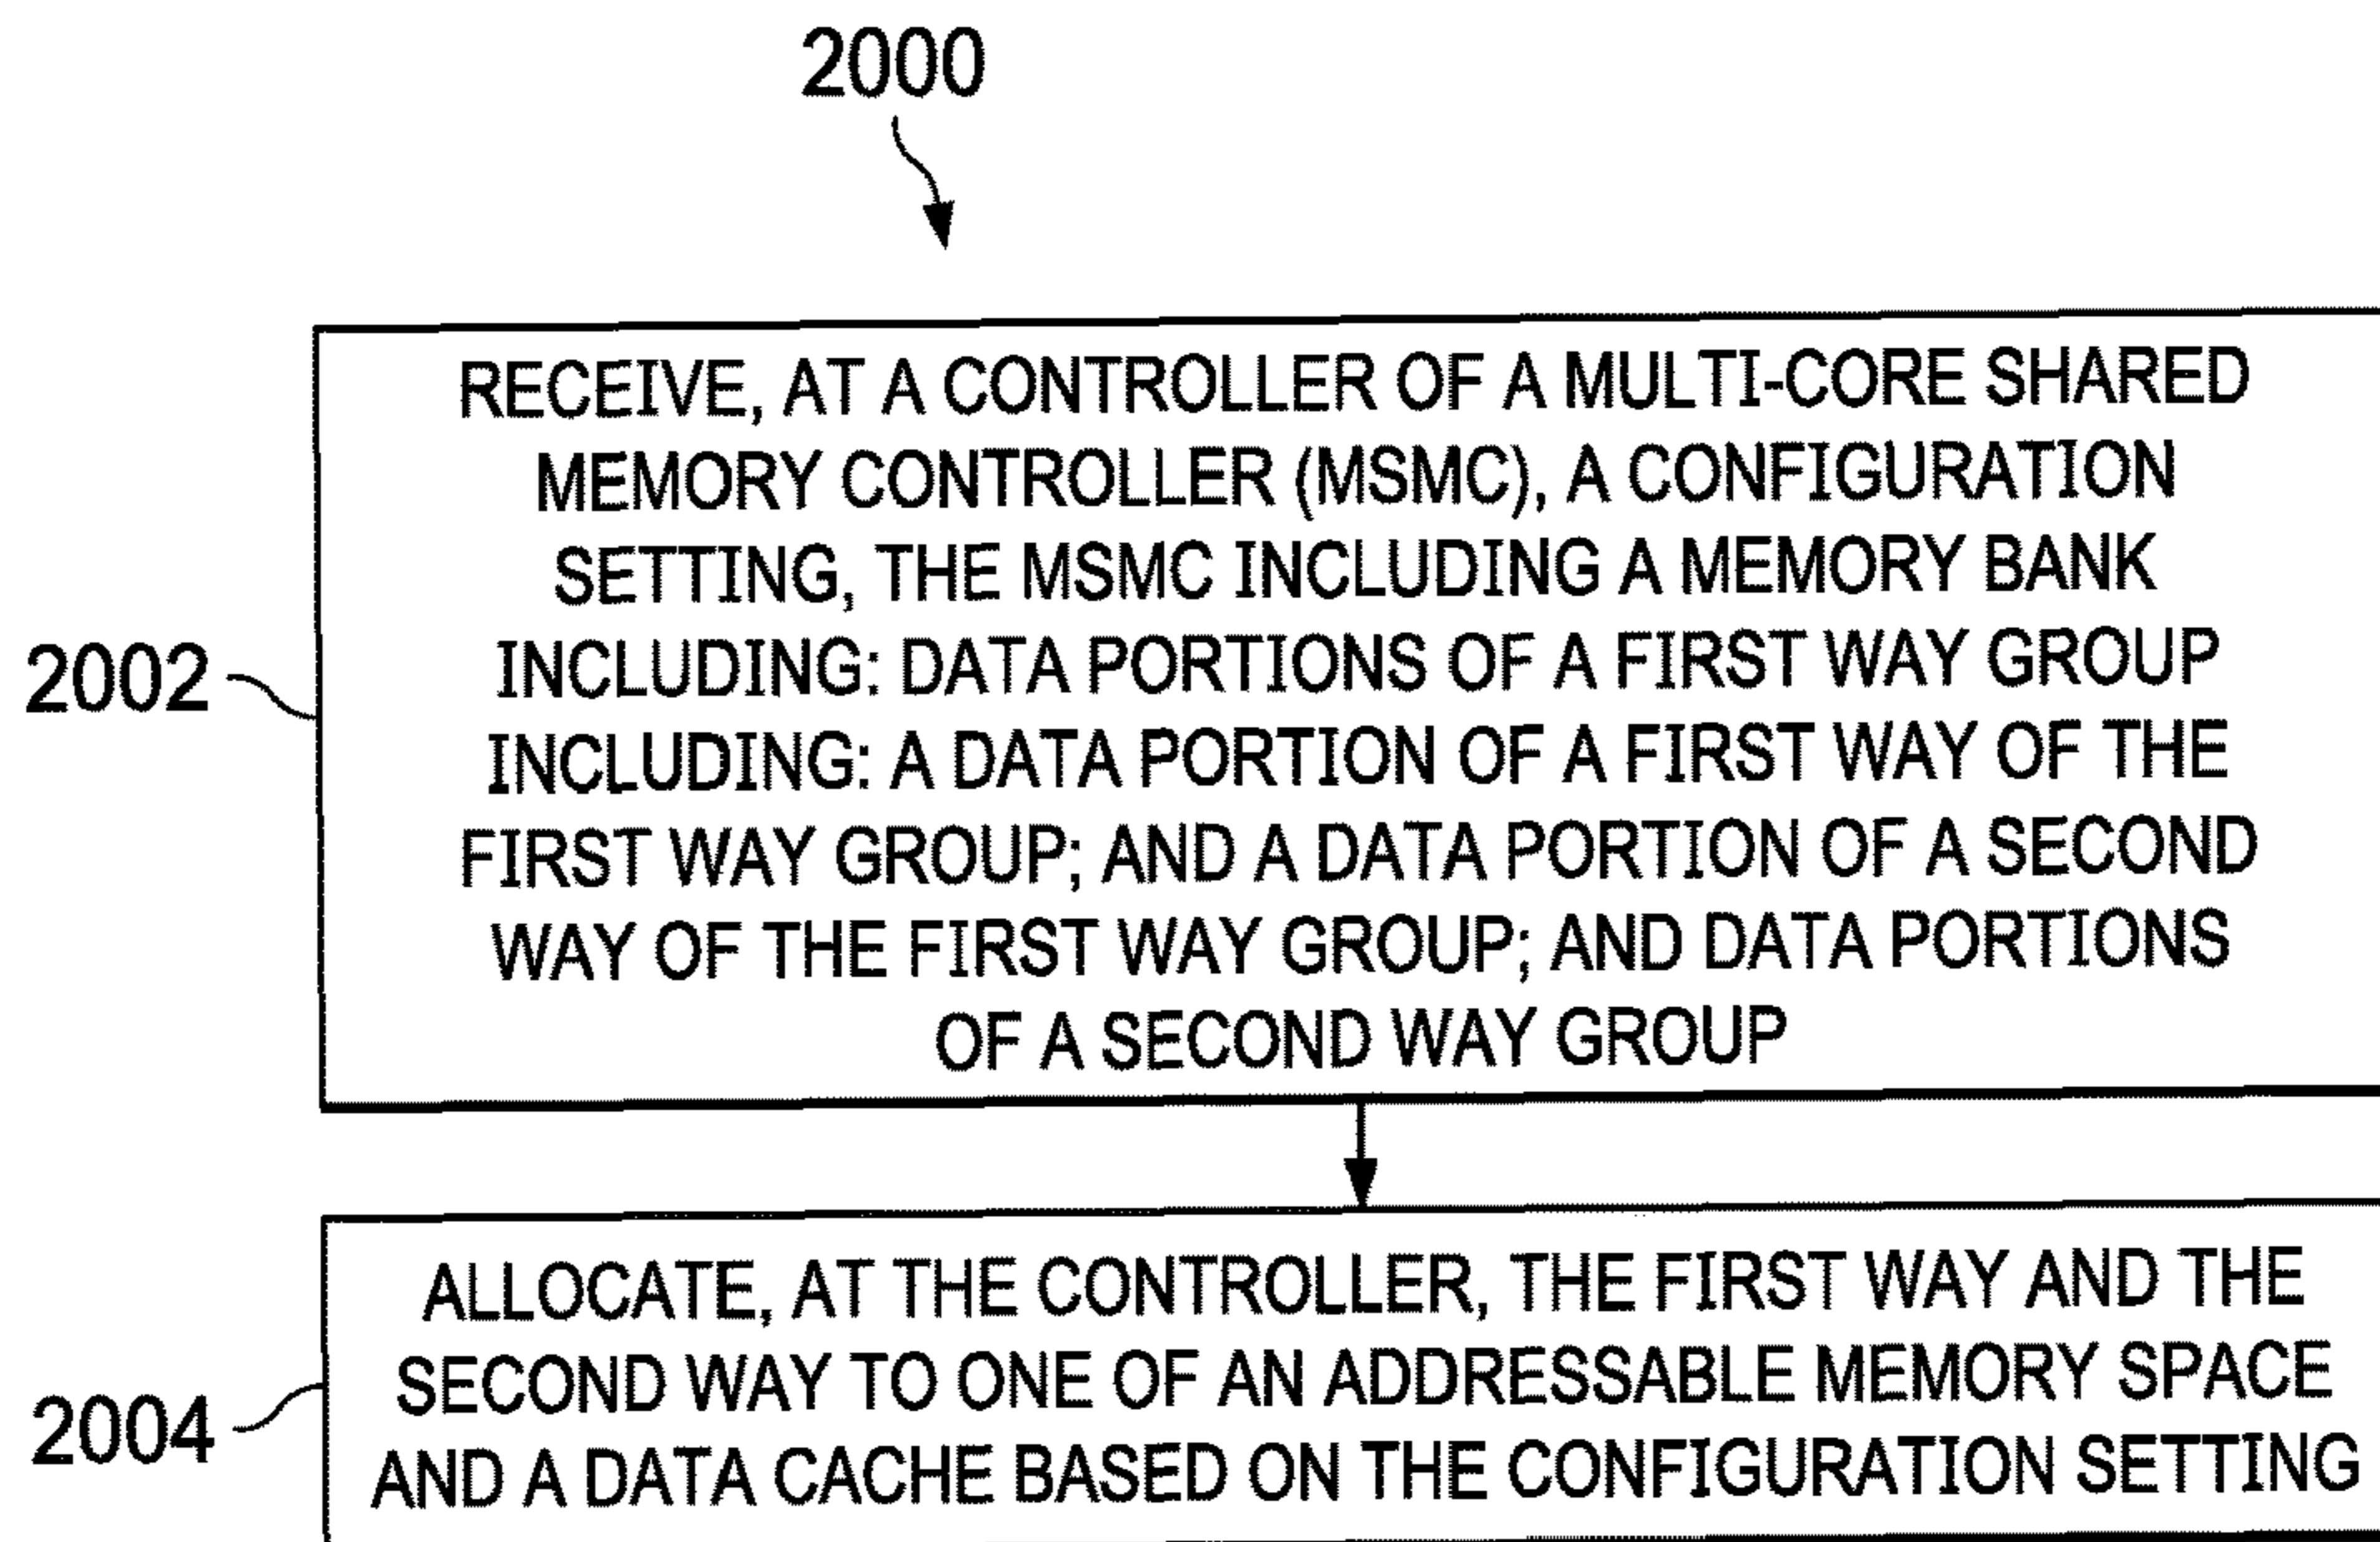 2000
RECEIVE, AT A CONTROLLER OF A MULTI-CORE SHARED
MEMORY CONTROLLER (MSMC), A CONFIGURATION
SETTING, THE MSMC INCLUDING A MEMORY BANK
INCLUDING: DATA PORTIONS OF A FIRST WAY GROUP
INCLUDING: A DATA PORTION OF A FIRST WAY OF THE
FIRST WAY GROUP; AND A DATA PORTION OF A SECOND
WAY OF THE FIRST WAY GROUP; AND DATA PORTIONS
OF A SECOND WAY GROUP
2002
ALLOCATE, AT THE CONTROLLER, THE FIRST WAY AND THE
SECOND WAY TO ONE OF AN ADDRESSABLE MEMORY SPACE
AND A DATA CACHE BASED ON THE CONFIGURATION SETTING
2004